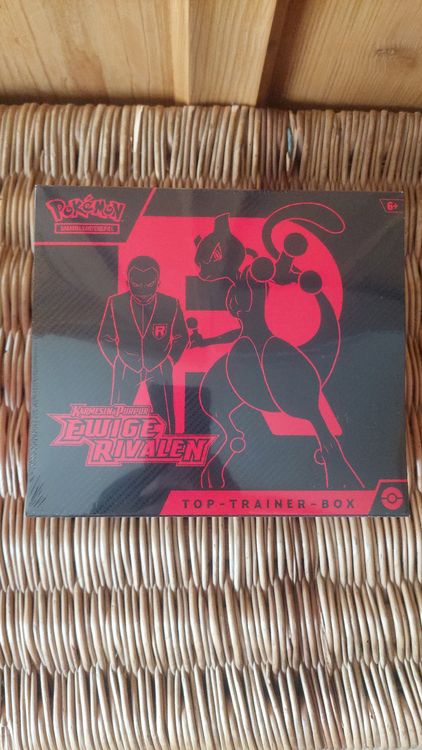 POKÉMON
SAMMELKARTENSPIEL
6+
R
KARMESIN & PURPUR
EWIGE
RIVALEN
TOP-TRAINER-BOX